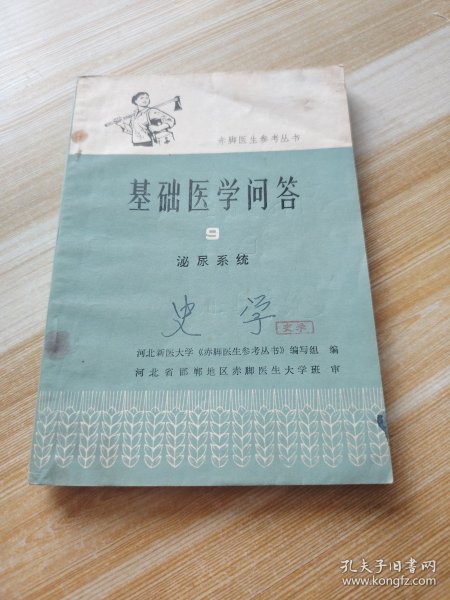 赤脚医生参考丛书
基础医学问答
9
泌尿系统
史学
史学
河北新医大学《赤脚医生参考丛书》编写组 编
河北省邯郸地区赤脚医生大学班 审
孔夫子旧书网
www.kongfz.com